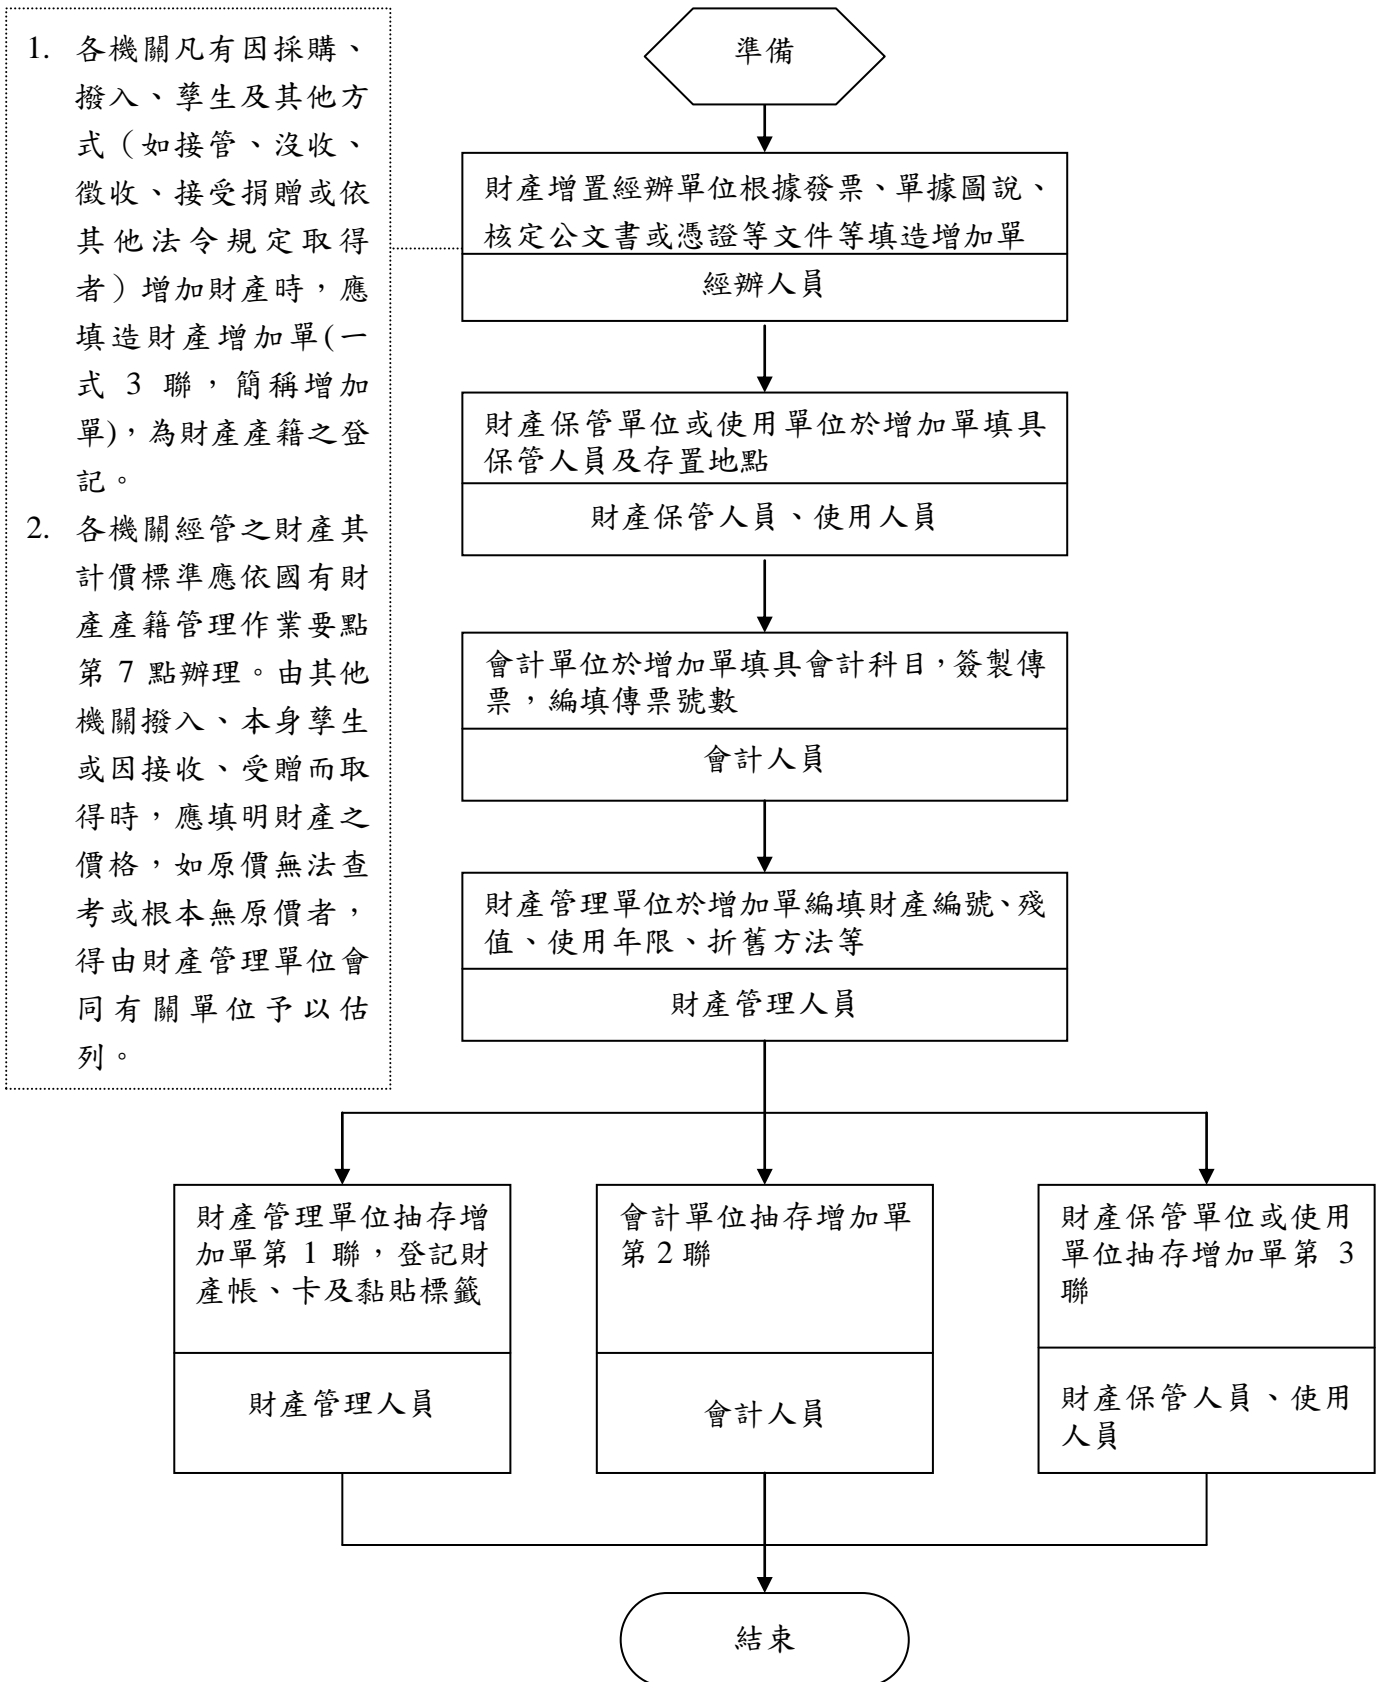 1. 各機關凡有因採購、
撥入、孳生及其他方
式（如接管、沒收、
徵收、接受捐贈或依
其他法令規定取得
者）增加財產時，應
填造財產增加單(一
式 3 聯，簡稱增加
單)，為財產產籍之登
記。
2. 各機關經管之財產其
計價標準應依國有財
產產籍管理作業要點
第 7 點辦理。由其他
機關撥入、本身孳生
或因接收、受贈而取
得時，應填明財產之
價格，如原價無法查
考或根本無原價者，
得由財產管理單位會
同有關單位予以估
列。
準備
財產增置經辦單位根據發票、單據圖說、
核定公文書或憑證等文件等填造增加單
經辦人員
財產保管單位或使用單位於增加單填具
保管人員及存置地點
財產保管人員、使用人員
會計單位於增加單填具會計科目，簽製傳
票，編填傳票號數
會計人員
財產管理單位於增加單編填財產編號、殘
值、使用年限、折舊方法等
財產管理人員
財產管理單位抽存增
加單第 1 聯，登記財
產帳、卡及黏貼標籤
財產管理人員
會計單位抽存增加單
第 2 聯
會計人員
財產保管單位或使用
單位抽存增加單第 3
聯
財產保管人員、使用
人員
結束